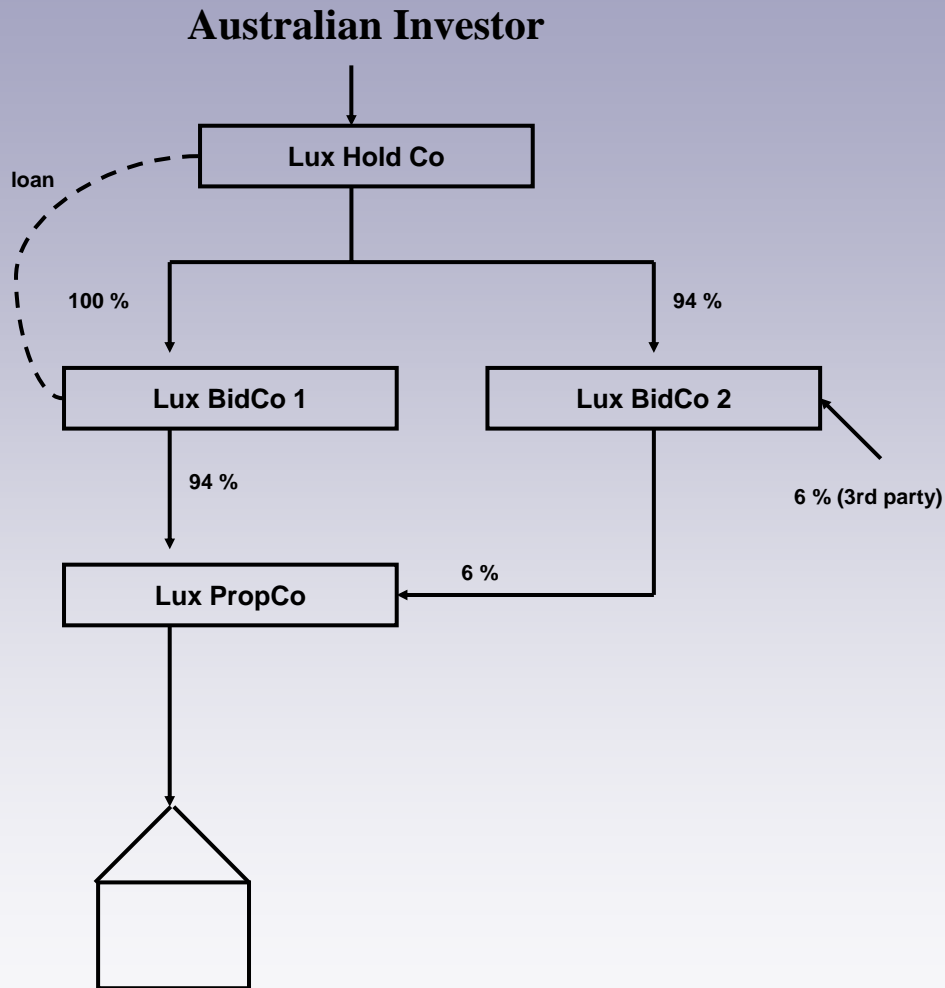 Australian Investor
Lux Hold Co
loan
100 %
94 %
Lux BidCo 1
Lux BidCo 2
94 %
6 % (3rd party)
6 %
Lux PropCo